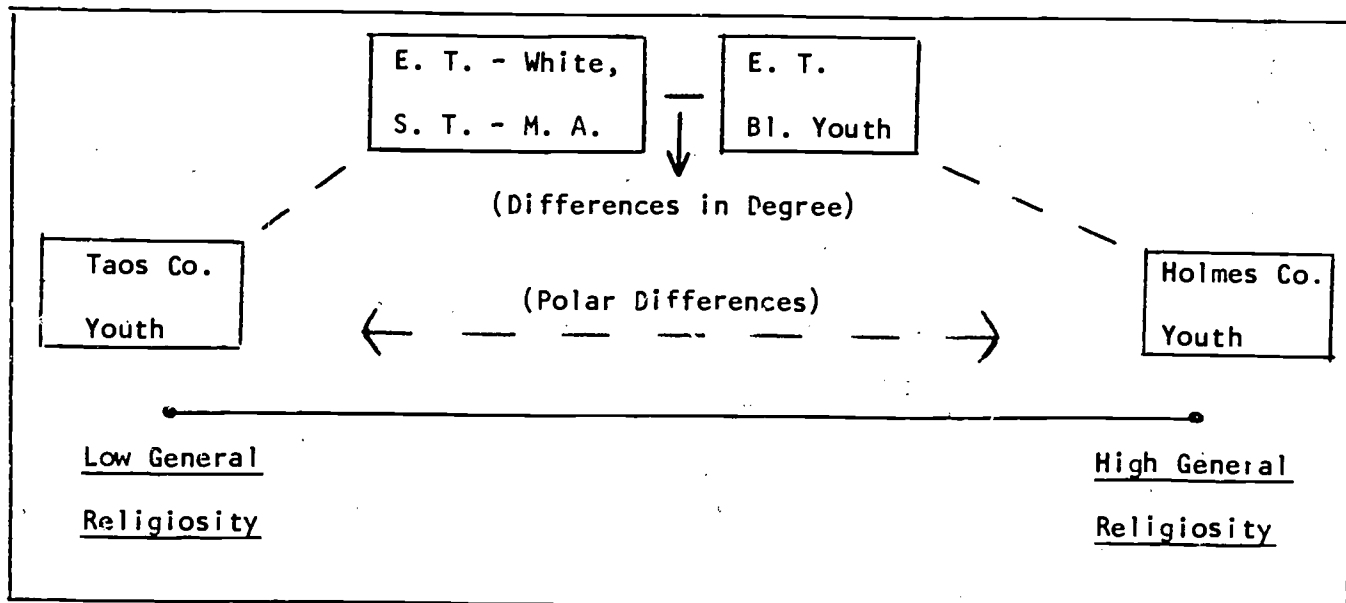 E. T. - White,
S. T. - M. A.
E. T.
Bl. Youth
(Differences in Degree)
Taos Co.
Youth
(Polar Differences)
Holmes Co.
Youth
Low General
Religiosity
High General
Religiosity